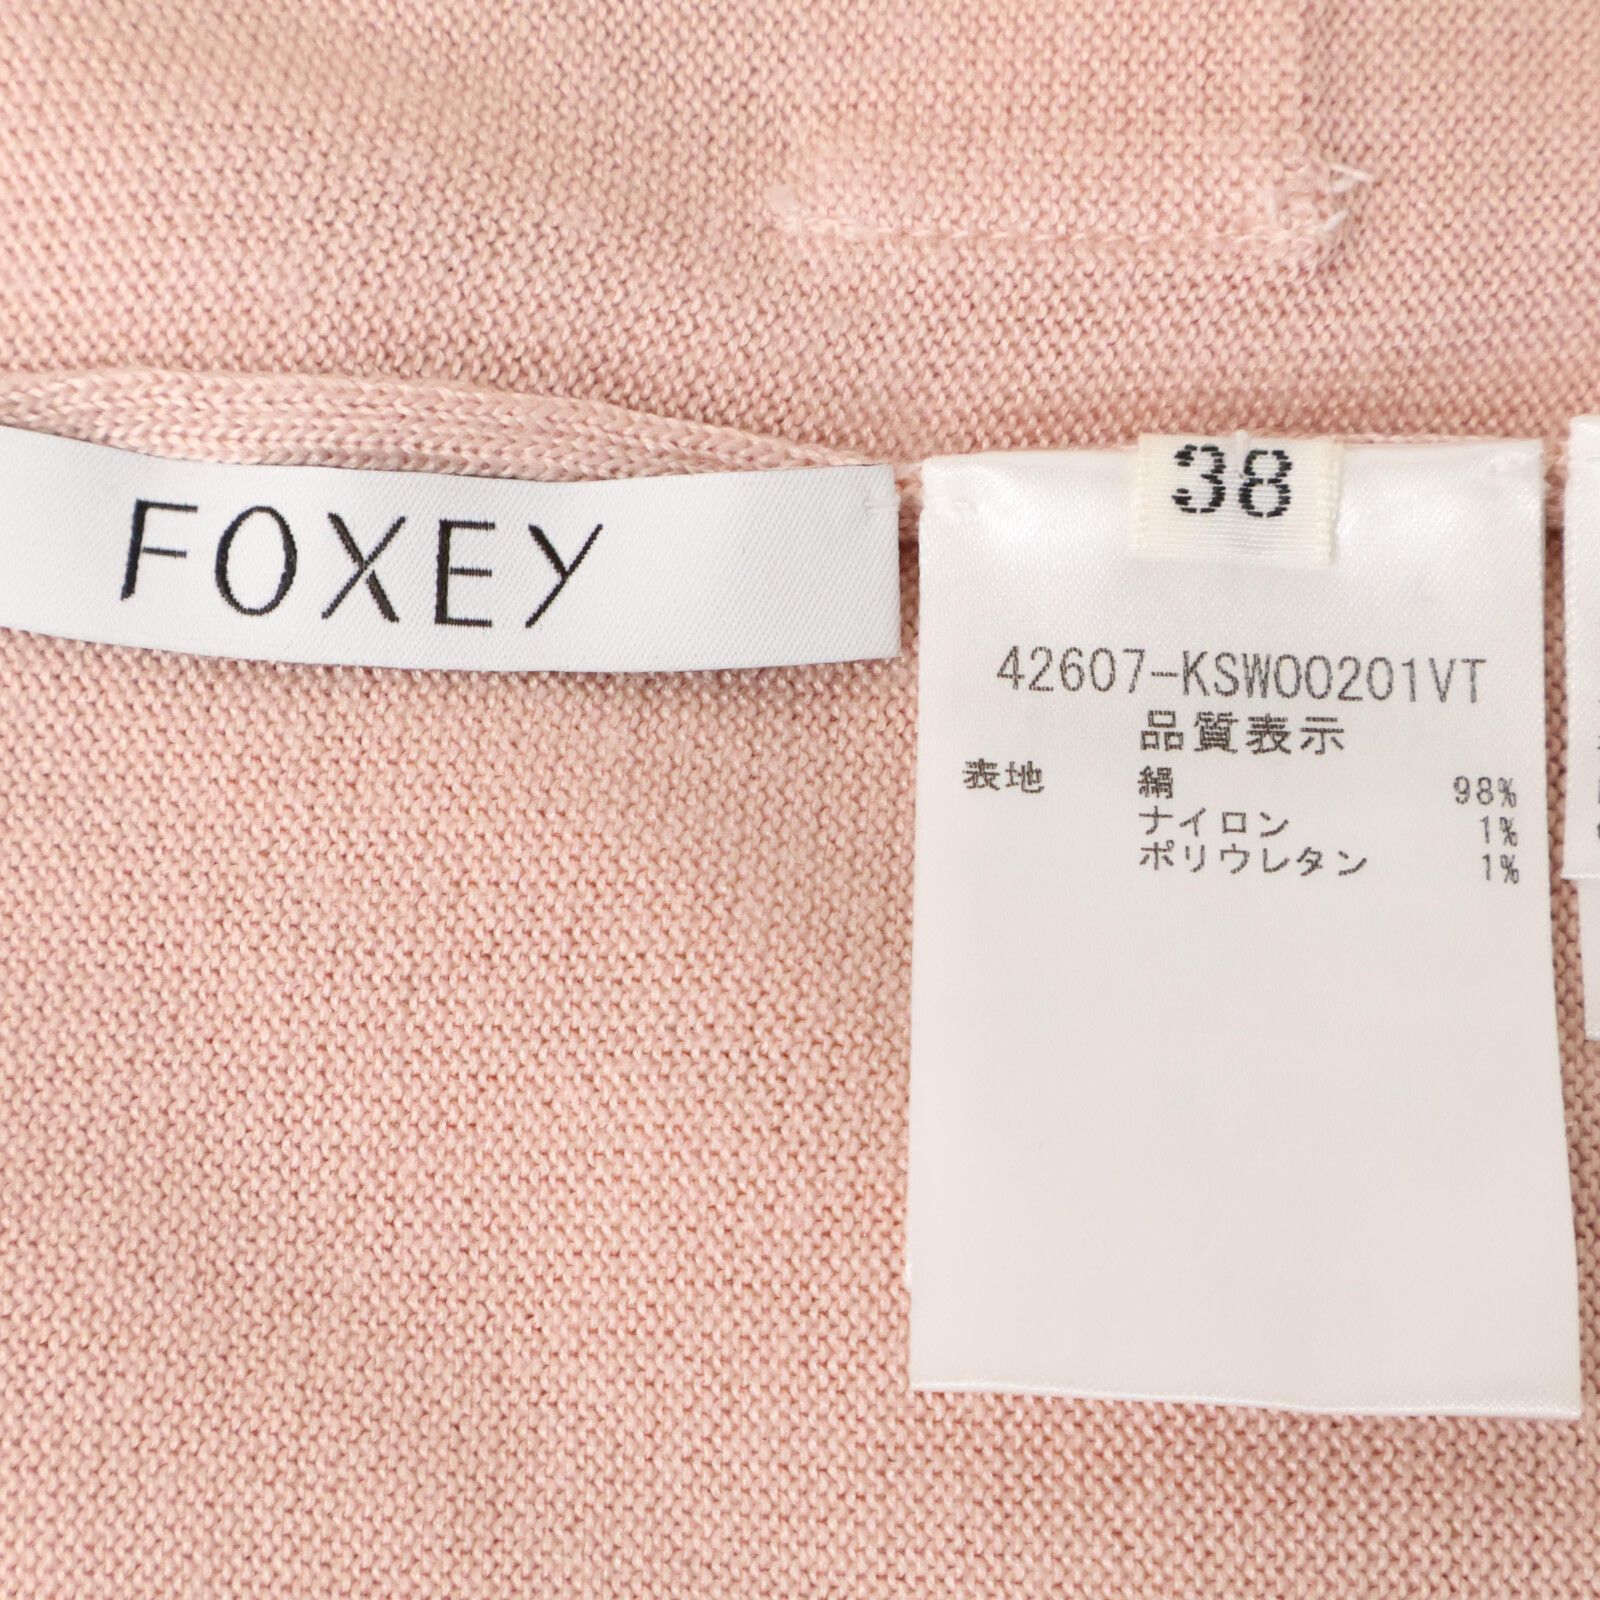 FOXEY
38
42607-KSW00201VT
品質表示
表地 絹 98%
ナイロン 1%
ポリウレタン 1%